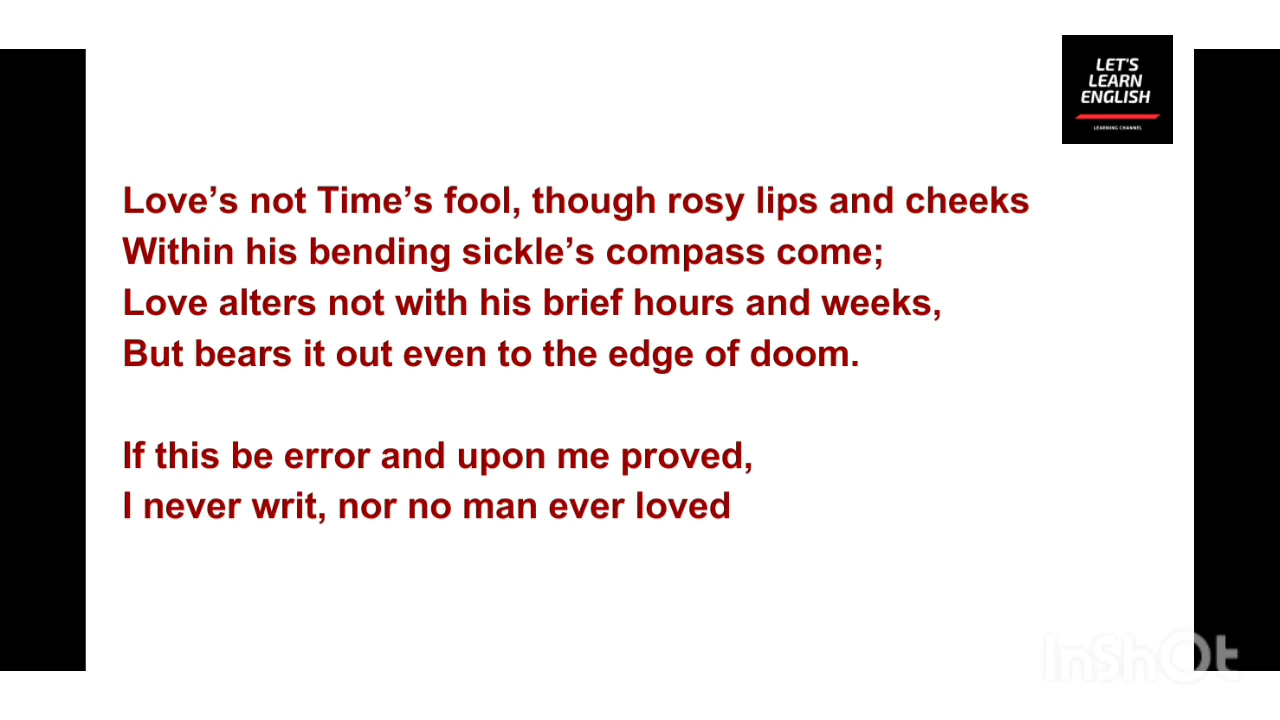 LET'S
LEARN
ENGLISH
LEARNING CHANNEL
Love’s not Time’s fool, though rosy lips and cheeks
Within his bending sickle’s compass come;
Love alters not with his brief hours and weeks,
But bears it out even to the edge of doom.
If this be error and upon me proved,
I never writ, nor no man ever loved
InShOt